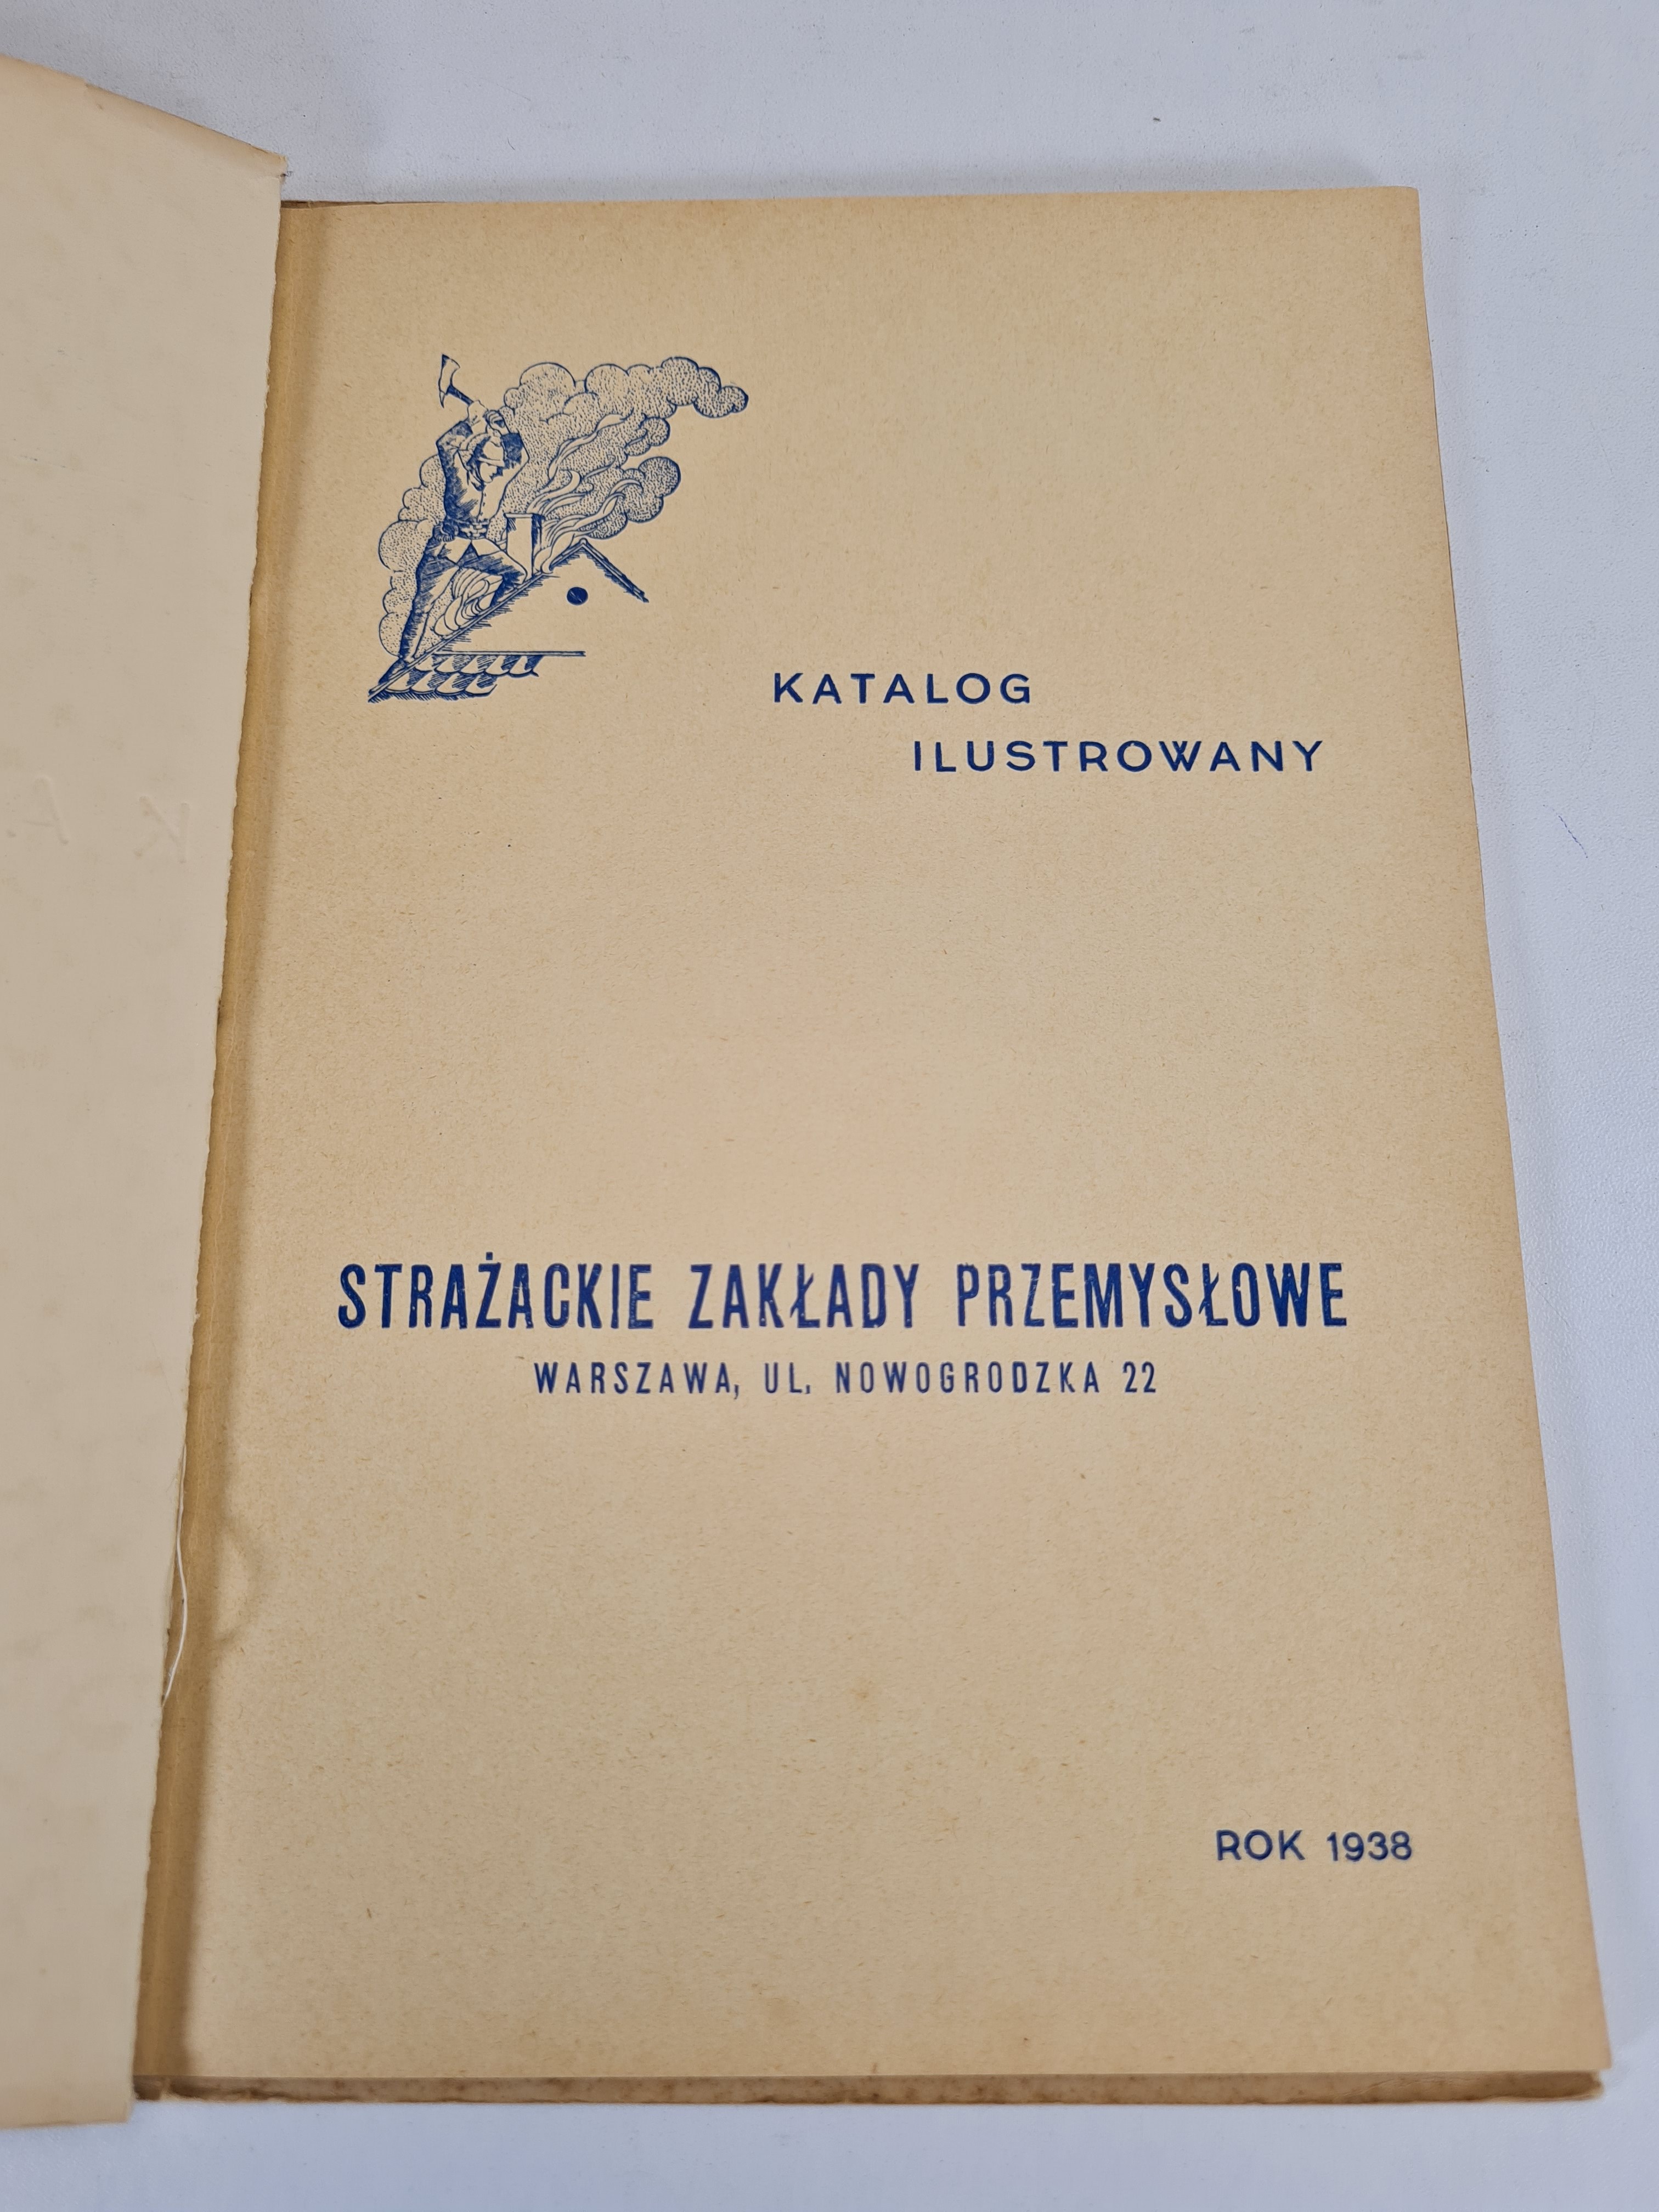 KATALOG
ILUSTROWANY
STRAŻACKIE ZAKŁADY PRZEMYSŁOWE
WARSZAWA, UL. NOWOGRODZKA 22
ROK 1938